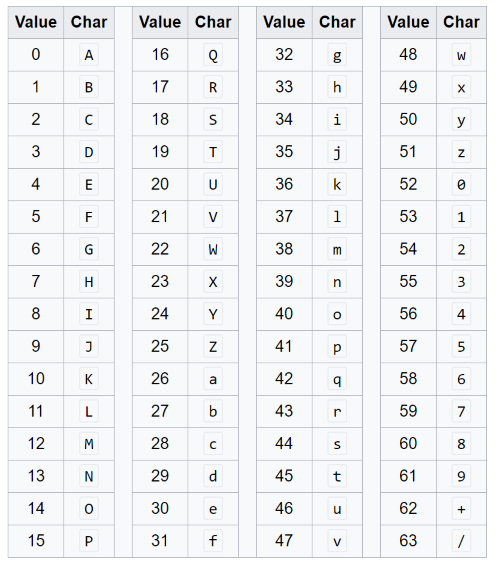 Value Char Value Char Value Char Value Char
0 A 16 Q 32 g 48 w
1 B 17 R 33 h 49 x
2 C 18 S 34 i 50 y
3 D 19 T 35 j 51 z
4 E 20 U 36 k 52 0
5 F 21 V 37 l 53 1
6 G 22 W 38 m 54 2
7 H 23 X 39 n 55 3
8 I 24 Y 40 o 56 4
9 J 25 Z 41 p 57 5
10 K 26 a 42 q 58 6
11 L 27 b 43 r 59 7
12 M 28 c 44 s 60 8
13 N 29 d 45 t 61 9
14 O 30 e 46 u 62 +
15 P 31 f 47 v 63 /